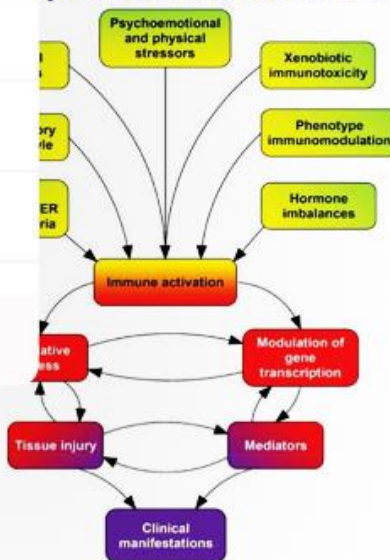 Psychoemotional
and physical
stressors
Xenobiotic
immunotoxicity
Phenotype
immunomodulation
Hormone
imbalances
Immune activation
Modulation of
gene
transcription
Tissue injury
Mediators
Clinical
manifestations